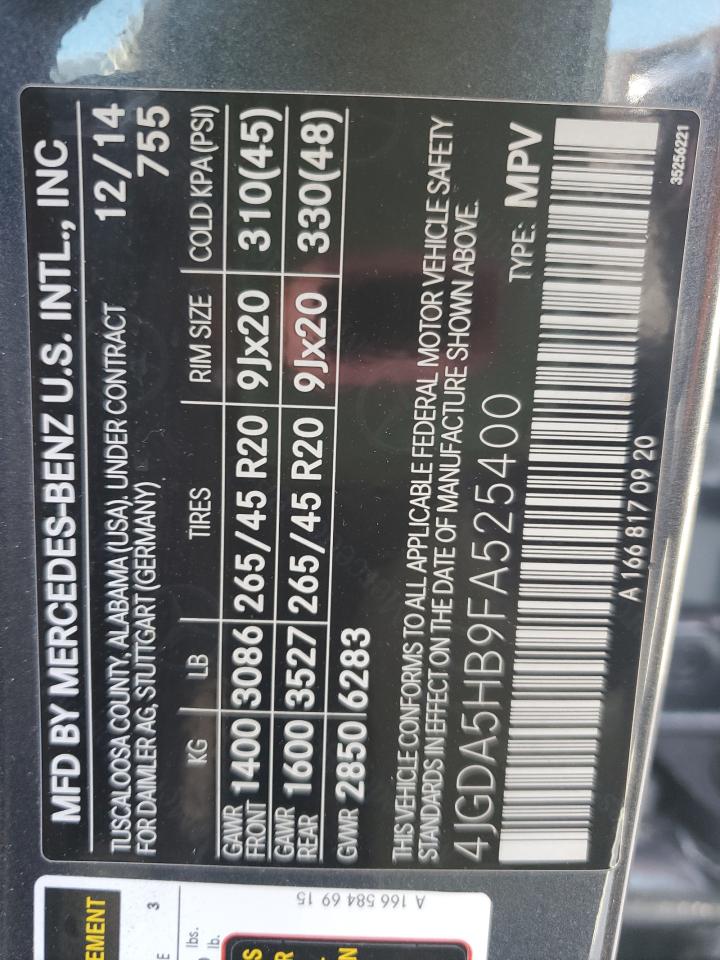 MFD BY MERCEDES-BENZ U.S. INTL., INC
TUSCALOOSA COUNTY, ALABAMA (USA). UNDER CONTRACT 12/14
FOR DAIMLER AG, STUTTGART (GERMANY) 755
KG LB TIRES RIM SIZE COLD KPA(PSI)
GAWR FRONT 1400 3086 265/45 R20 9Jx20 310(45)
GAWR REAR 1600 3527 265/45 R20 9Jx20 330(48)
GWR 2850 6283
THIS VEHICLE CONFORMS TO ALL APPLICABLE FEDERAL MOTOR VEHICLE SAFETY
STANDARDS IN EFFECT ON THE DATE OF MANUFACTURE SHOWN ABOVE.
4JGDA5HB9FA525400 TYPE: MPV
A 166 817 09 20 35256221
A 166 584 69 15
EMENT
3
lbs.
lb.